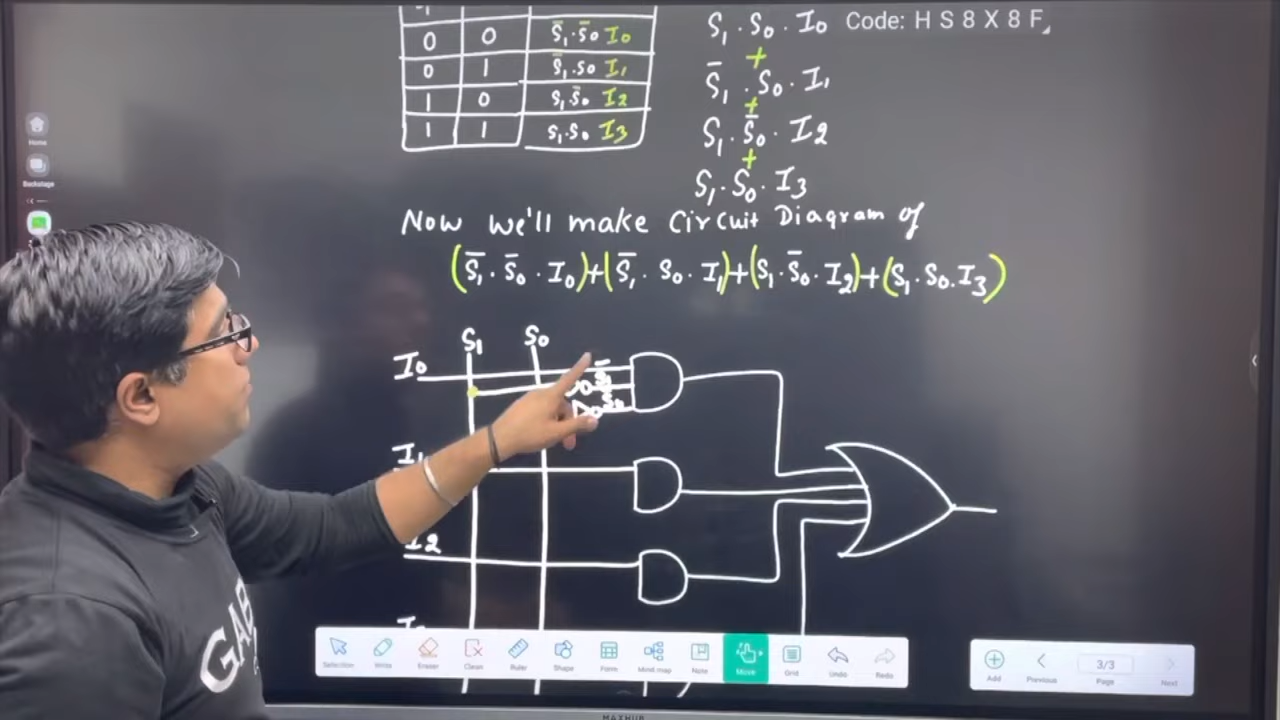 0 0 S̄₁·S̄₀ I₀
0 1 S̄₁·S₀ I₁
1 0 S₁·S̄₀ I₂
1 1 S₁·S₀ I₃
S₁·S₀·I₀
+
S̄₁·S₀·I₁
+
S₁·S̄₀·I₂
+
S₁·S₀·I₃
Code: H S 8 X 8 F
Now we'll make Circuit Diagram of
(S̄₁·S̄₀·I₀)+(S̄₁·S₀·I₁)+(S₁·S̄₀·I₂)+(S₁·S₀.I₃)
S₁ S₀
I₀
I₁
I₂
Home
Backstage
GAB
Selection Write Eraser Clean Ruler Shape Form Mind map Note Move Grid Undo Redo
Add Previous 3/3 Page Next
MAXHUB